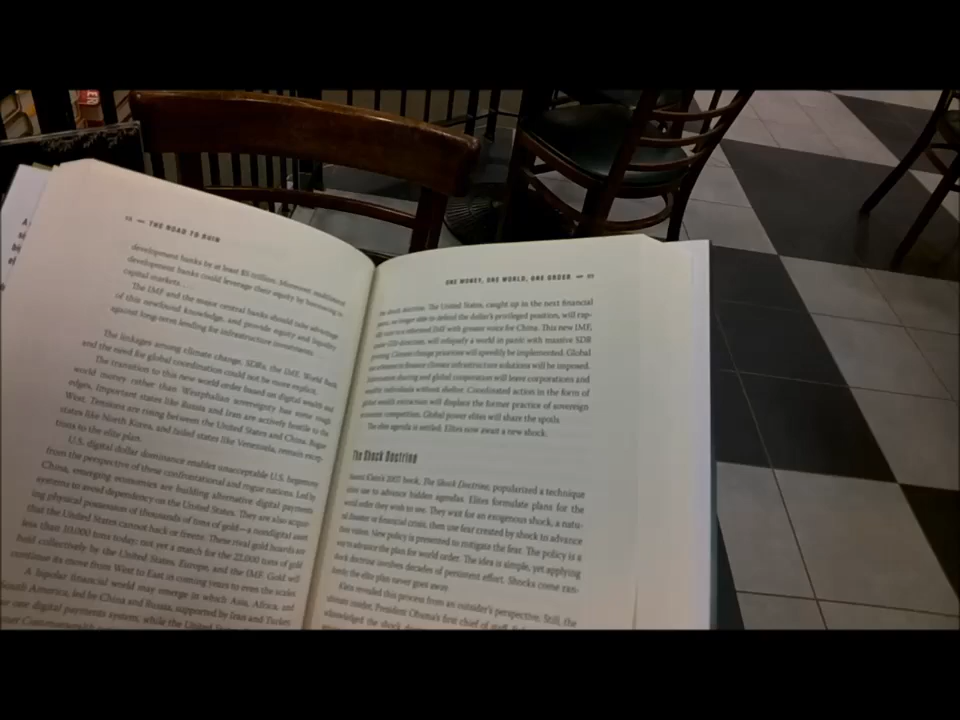 — THE ROAD TO RUIN
development banks by at least $5 trillion. Moreover, multilateral
development banks could leverage their equity by borrowing in
capital markets. . . .
The IMF and the major central banks should take advantage
of this newfound knowledge, and provide equity and liquidity
against long-term lending for infrastructure investments.
The linkages among climate change, SDRs, the IMF, World Bank,
and the need for global coordination could not be more explicit.
The transition to this new world order based on digital wealth and
world money rather than Westphalian sovereignty has some rough
edges. Important states like Russia and Iran are actively hostile to the
West. Tensions are rising between the United States and China. Rogue
states like North Korea, and failed states like Venezuela, remain excep-
tions to the elite plan.
U.S. digital dollar dominance enables unacceptable U.S. hegemony
from the perspective of these confrontational and rogue nations. Led by
China, emerging economies are building alternative digital payment
systems to avoid dependency on the United States. They are also acquir-
ing physical possession of thousands of tons of gold—a nondigital asset
that the United States cannot hack or freeze. These rival gold hoards are
less than 10,000 tons today; not yet a match for the 23,000 tons of gold
held collectively by the United States, Europe, and the IMF. Gold will
continue its move from West to East in coming years to even the scales
A bipolar financial world may emerge in which Asia, Africa, and
South America, led by China and Russia, supported by Iran and Turkey
use one digital payments system, while the United
ONE MONEY, ONE WORLD, ONE ORDER —
The United States, caught up in the next financial
no longer able to defend the dollar's privileged position, will cap-
a reformed IMF with greater voice for China. This new IMF,
will reliquefy a world in panic with massive SDR
Climate change priorities will speedily be implemented. Global
to finance climate infrastructure solutions will be imposed.
sharing and global cooperation will leave corporations and
wealthy individuals without shelter. Coordinated action in the form of
global wealth extraction will displace the former practice of sovereign
economic competition. Global power elites will share the spoils.
The elite agenda is settled. Elites now await a new shock.
The Shock Doctrine
Naomi Klein's 2007 book, The Shock Doctrine, popularized a technique
elites use to advance hidden agendas. Elites formulate plans for the
world order they wish to see. They wait for an exogenous shock, a natu-
ral disaster or financial crisis, then use fear created by shock to advance
their vision. New policy is presented to mitigate the fear. The policy is a
way to advance the plan for world order. The idea is simple, yet applying
shock doctrine involves decades of persistent effort. Shocks come ran-
domly, the elite plan never goes away.
Klein revealed this process from an outsider's perspective. Still, the
ultimate insider, President Obama's first chief of staff,
acknowledged the shock